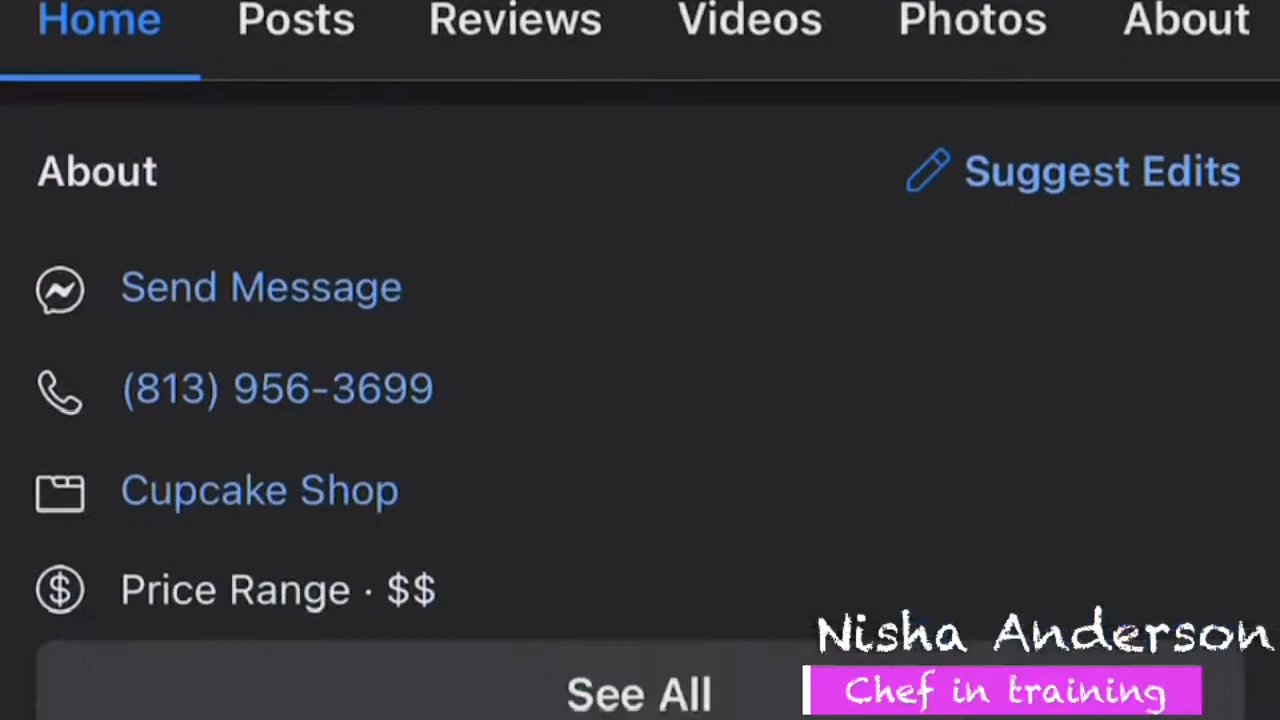 Home Posts Reviews Videos Photos About
About Suggest Edits
Send Message
(813) 956-3699
Cupcake Shop
Price Range · $$
Nisha Anderson
See All
Chef in training